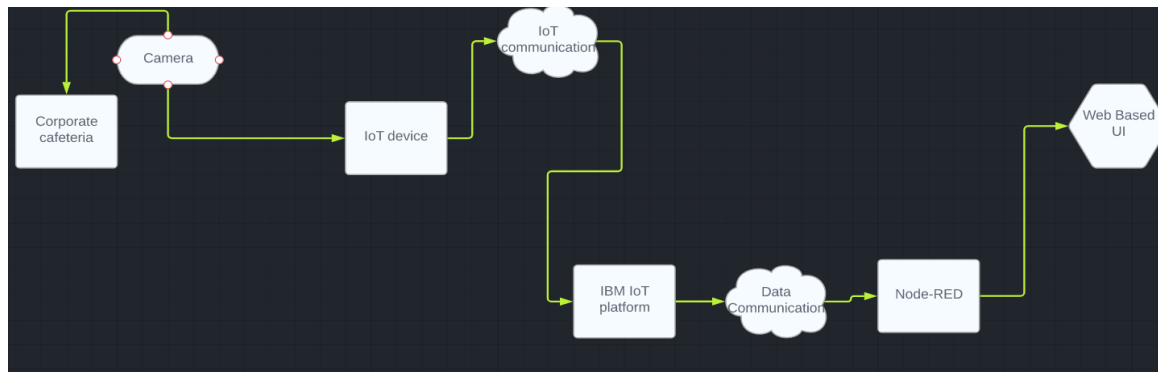 Camera
Corporate
cafeteria
IoT device
IoT
communication
IBM IoT
platform
Data
Communication
Node-RED
Web Based
UI